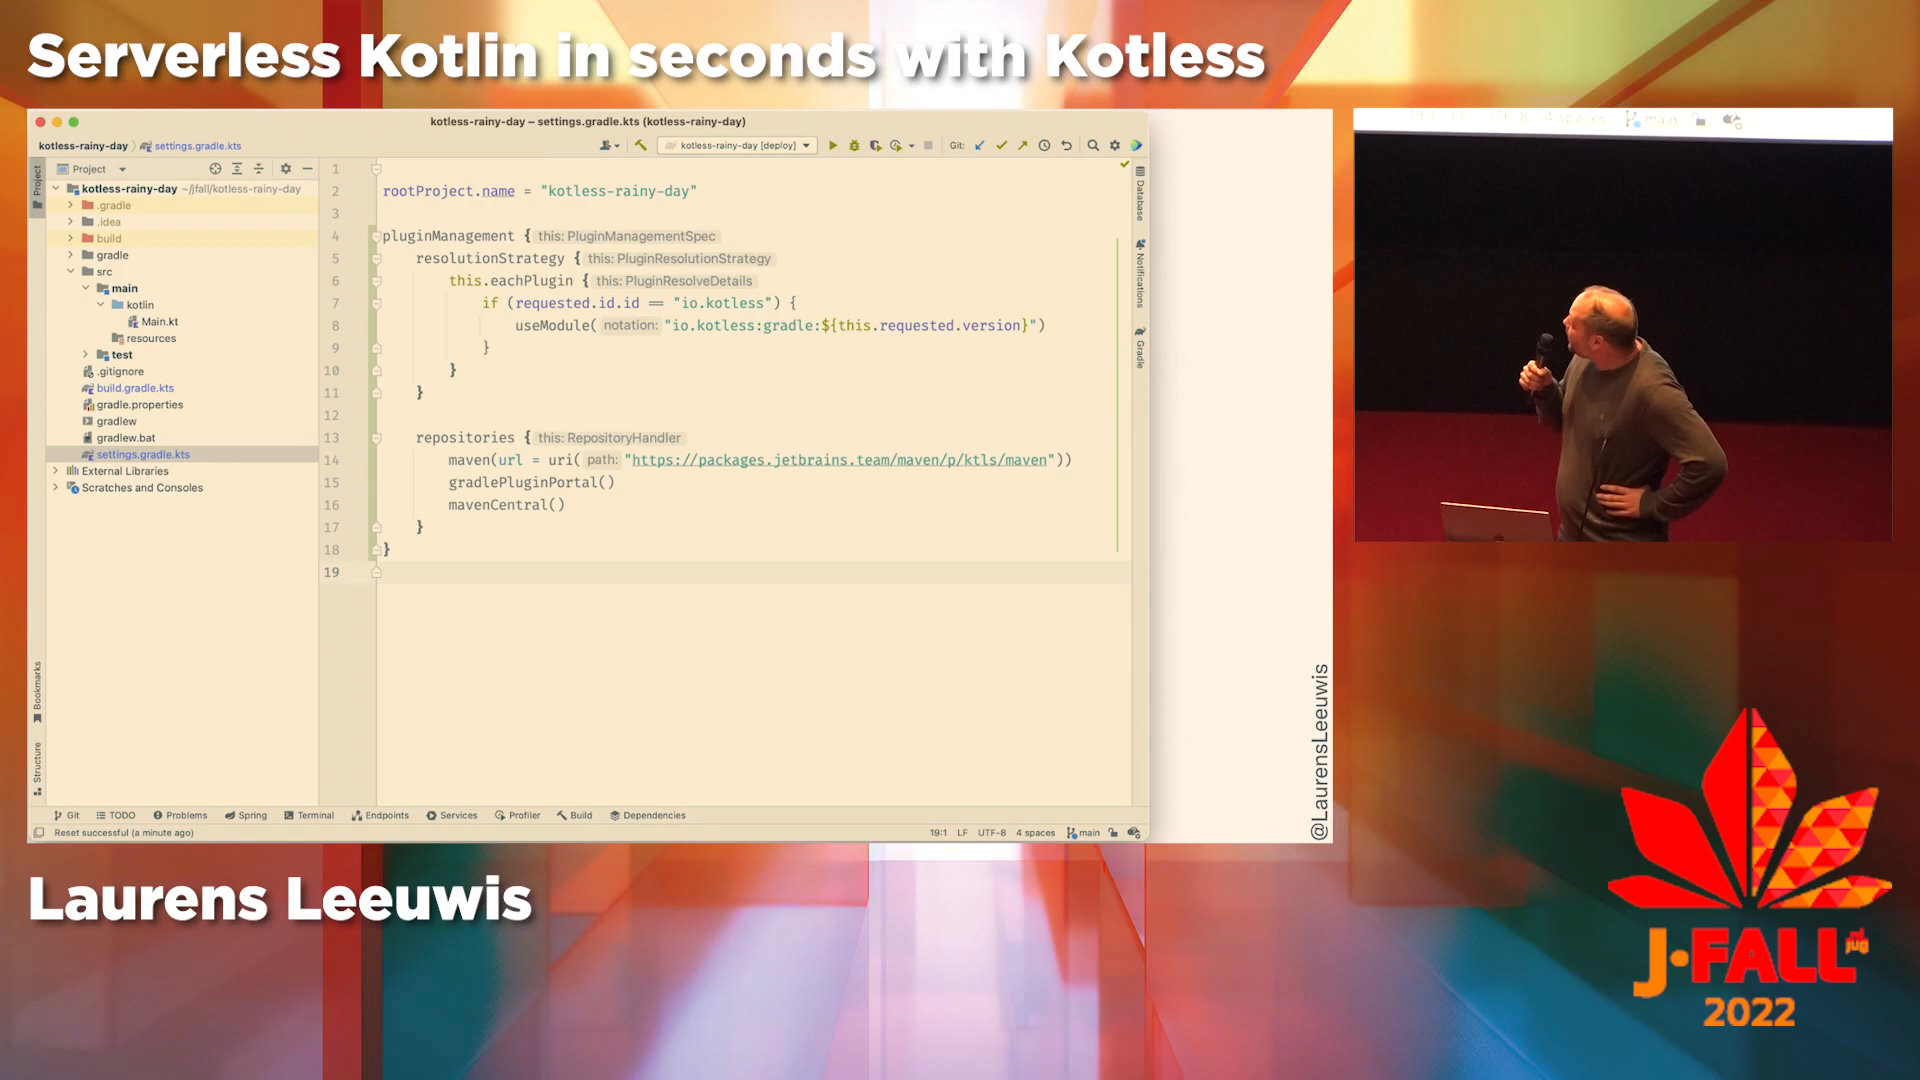 Serverless Kotlin in seconds with Kotless
kotless-rainy-day – settings.gradle.kts (kotless-rainy-day)
kotless-rainy-day settings.gradle.kts
kotless-rainy-day [deploy]
Git:
Project
Project
kotless-rainy-day ~/jfall/kotless-rainy-day
.gradle
.idea
build
gradle
src
main
kotlin
Main.kt
resources
test
.gitignore
build.gradle.kts
gradle.properties
gradlew
gradlew.bat
settings.gradle.kts
External Libraries
Scratches and Consoles
Bookmarks
Structure
1
2 rootProject.name = "kotless-rainy-day"
3
4 pluginManagement { this: PluginManagementSpec
5 resolutionStrategy { this: PluginResolutionStrategy
6 this.eachPlugin { this: PluginResolveDetails
7 if (requested.id.id == "io.kotless") {
8 useModule( notation: "io.kotless:gradle:${this.requested.version}")
9 }
10 }
11 }
12
13 repositories { this: RepositoryHandler
14 maven(url = uri( path: "https://packages.jetbrains.team/maven/p/ktls/maven"))
15 gradlePluginPortal()
16 mavenCentral()
17 }
18 }
19
Database
Notifications
Gradle
Git TODO Problems Spring Terminal Endpoints Services Profiler Build Dependencies
Reset successful (a minute ago)
19:1 LF UTF-8 4 spaces main
@LaurensLeeuwis
4 spaces main
Laurens Leeuwis
J•FALL
nl jug
2022